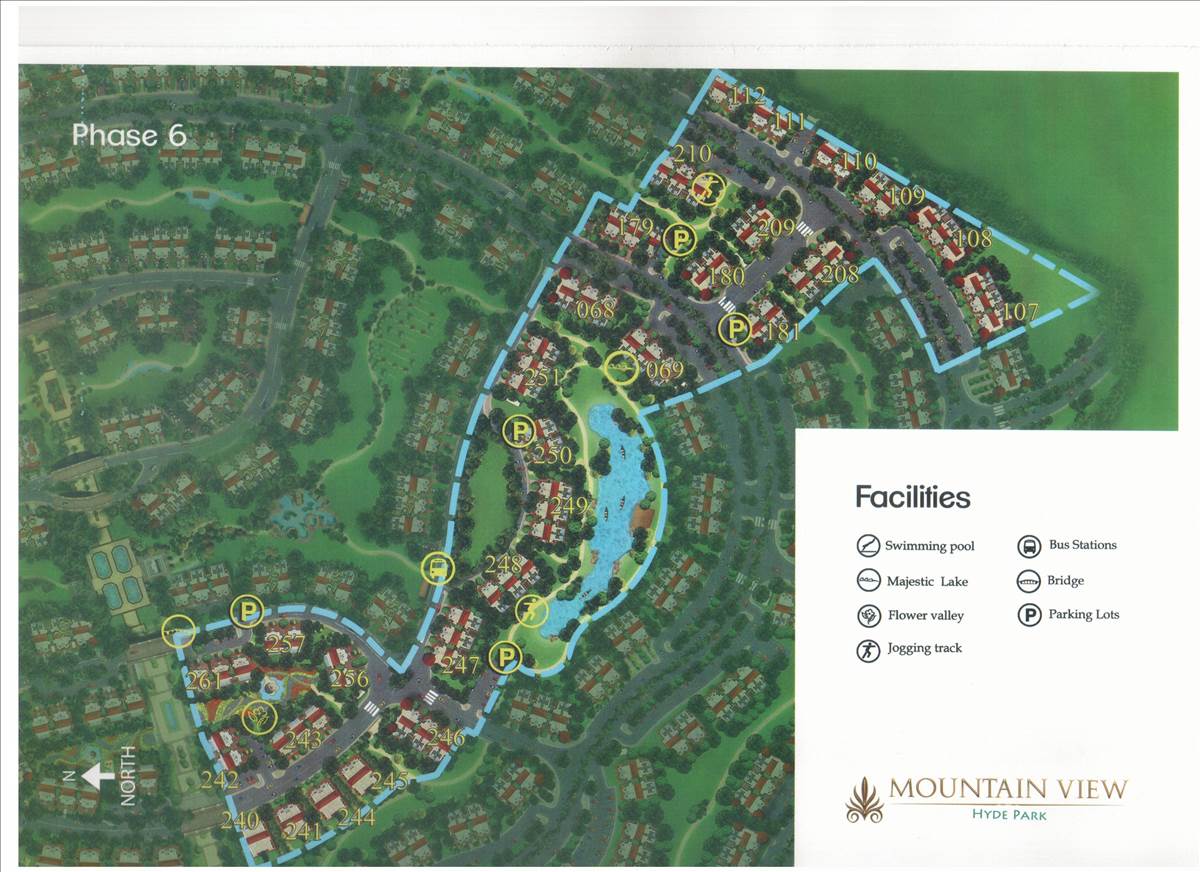 Phase 6
112
111
210
110
109
179
209
108
180
208
107
068
181
251
069
250
249
248
257
247
261
256
243
246
242
245
240
241
244
N
NORTH
P
P
P
P
P
Facilities
Swimming pool
Majestic Lake
Flower valley
Jogging track
Bus Stations
Bridge
P Parking Lots
MOUNTAIN VIEW
HYDE PARK